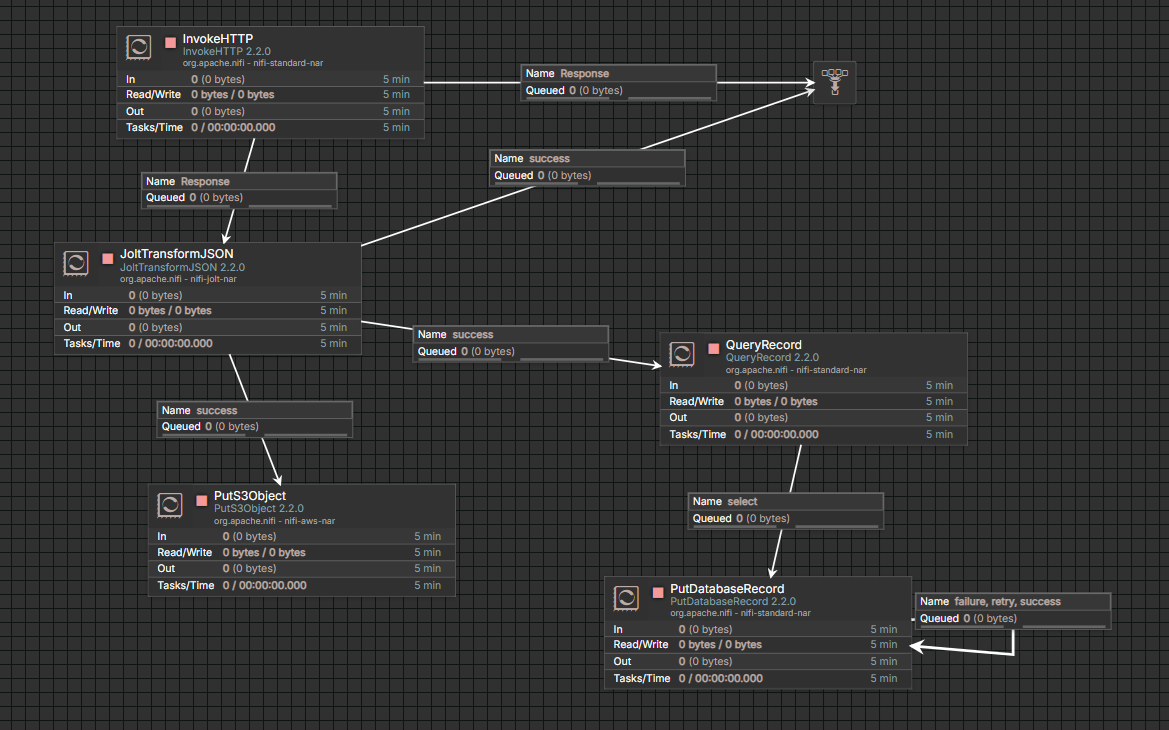 InvokeHTTP
InvokeHTTP 2.2.0
org.apache.nifi - nifi-standard-nar
In 0 (0 bytes) 5 min
Read/Write 0 bytes / 0 bytes 5 min
Out 0 (0 bytes) 5 min
Tasks/Time 0 / 00:00:00.000 5 min
Name Response
Queued 0 (0 bytes)
Name success
Queued 0 (0 bytes)
Name Response
Queued 0 (0 bytes)
JoltTransformJSON
JoltTransformJSON 2.2.0
org.apache.nifi - nifi-jolt-nar
In 0 (0 bytes) 5 min
Read/Write 0 bytes / 0 bytes 5 min
Out 0 (0 bytes) 5 min
Tasks/Time 0 / 00:00:00.000 5 min
Name success
Queued 0 (0 bytes)
QueryRecord
QueryRecord 2.2.0
org.apache.nifi - nifi-standard-nar
In 0 (0 bytes) 5 min
Read/Write 0 bytes / 0 bytes 5 min
Out 0 (0 bytes) 5 min
Tasks/Time 0 / 00:00:00.000 5 min
Name success
Queued 0 (0 bytes)
PutS3Object
PutS3Object 2.2.0
org.apache.nifi - nifi-aws-nar
In 0 (0 bytes) 5 min
Read/Write 0 bytes / 0 bytes 5 min
Out 0 (0 bytes) 5 min
Tasks/Time 0 / 00:00:00.000 5 min
Name select
Queued 0 (0 bytes)
PutDatabaseRecord
PutDatabaseRecord 2.2.0
org.apache.nifi - nifi-standard-nar
In 0 (0 bytes) 5 min
Read/Write 0 bytes / 0 bytes 5 min
Out 0 (0 bytes) 5 min
Tasks/Time 0 / 00:00:00.000 5 min
Name failure, retry, success
Queued 0 (0 bytes)